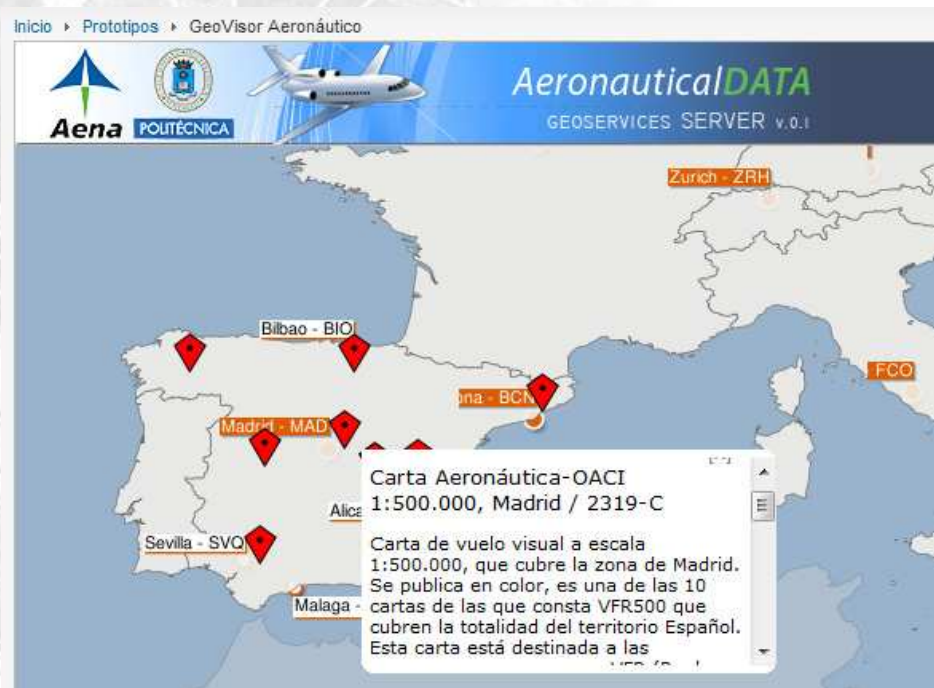 Inicio ▸ Prototipos ▸ GeoVisor Aeronáutico
Aena
POLITÉCNICA
AeronauticalDATA
GEOSERVICES SERVER v.0.1
Zurich - ZRH
Bilbao - BIO
FCO
ona - BCN
Madrid - MAD
Alica
Sevilla - SVQ
Malaga -
Carta Aeronáutica-OACI
1:500.000, Madrid / 2319-C
Carta de vuelo visual a escala
1:500.000, que cubre la zona de Madrid.
Se publica en color, es una de las 10
cartas de las que consta VFR500 que
cubren la totalidad del territorio Español.
Esta carta está destinada a las